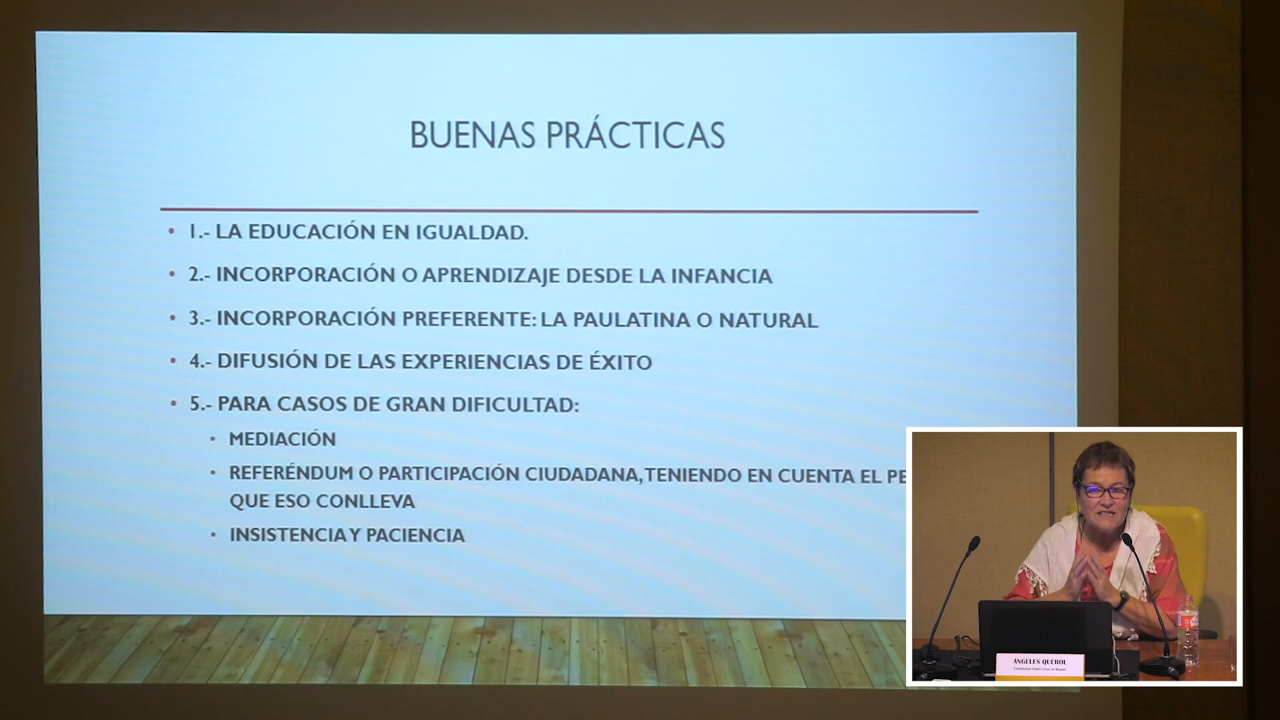 BUENAS PRÁCTICAS
• 1.- LA EDUCACIÓN EN IGUALDAD.
• 2.- INCORPORACIÓN O APRENDIZAJE DESDE LA INFANCIA
• 3.- INCORPORACIÓN PREFERENTE: LA PAULATINA O NATURAL
• 4.- DIFUSIÓN DE LAS EXPERIENCIAS DE ÉXITO
• 5.- PARA CASOS DE GRAN DIFICULTAD:
• MEDIACIÓN
• REFERÉNDUM O PARTICIPACIÓN CIUDADANA, TENIENDO EN CUENTA EL PE
QUE ESO CONLLEVA
• INSISTENCIA Y PACIENCIA
ANGELES QUEROL